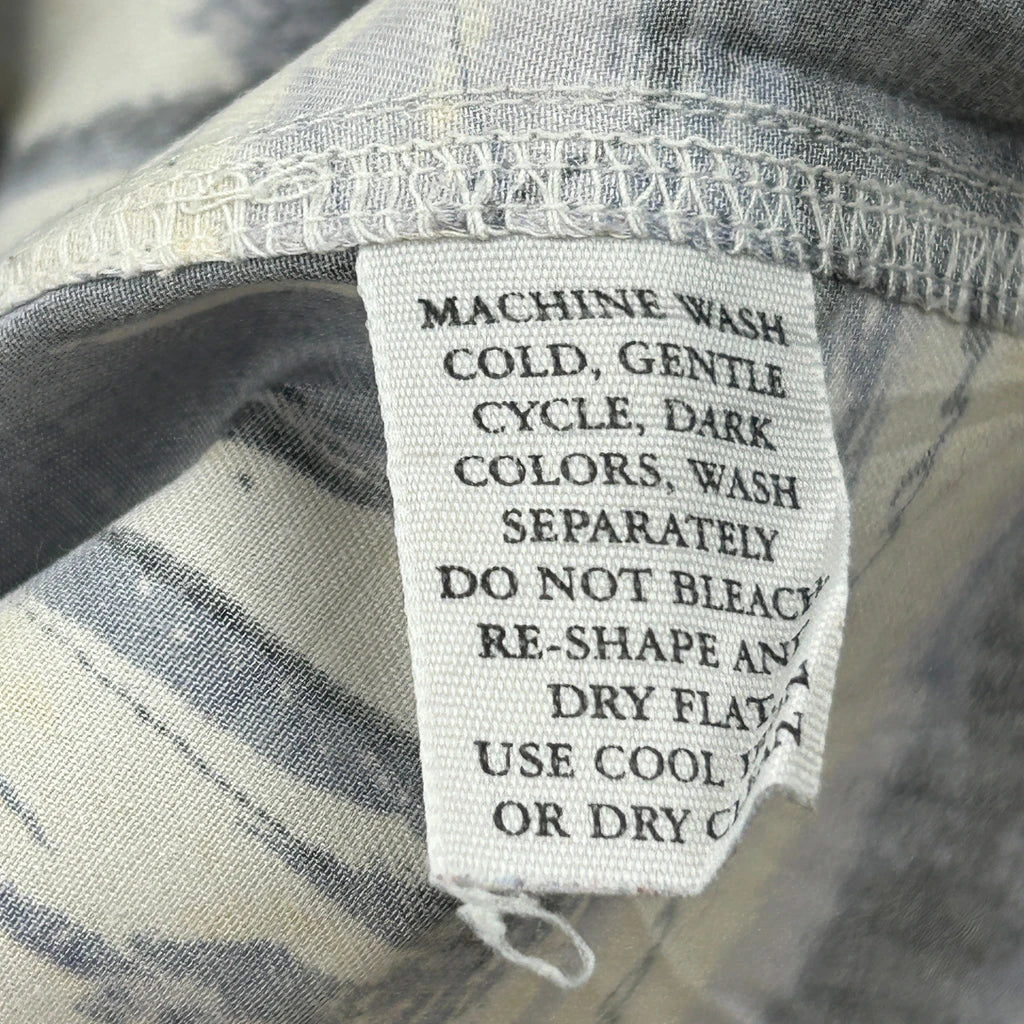 MACHINE WASH
COLD, GENTLE
CYCLE, DARK
COLORS, WASH
SEPARATELY
DO NOT BLEACH
RE-SHAPE AND
DRY FLAT
USE COOL
OR DRY